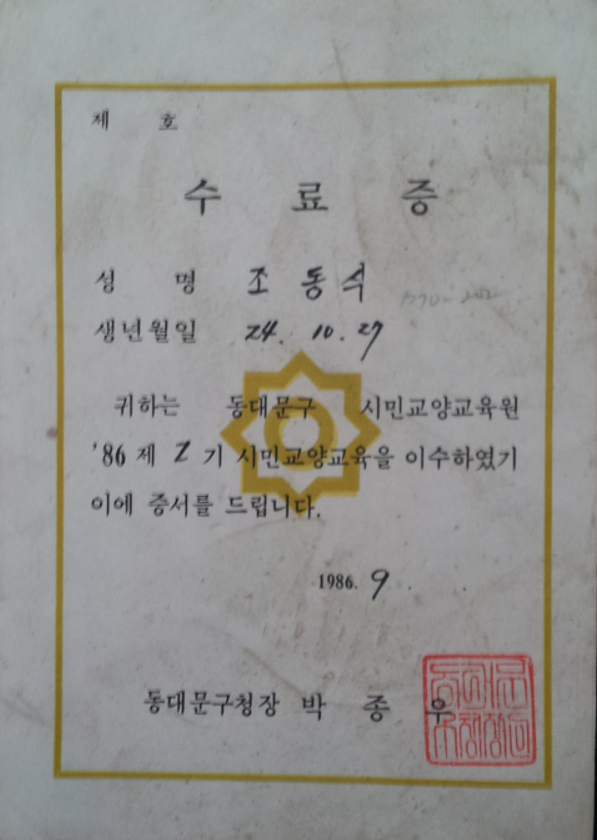 제 호
수 료 증
성 명 조 동 식
생년월일 24. 10. 27
귀하는 동대문구 시민교양교육원
'86 제 2 기 시민교양교육을 이수하였기
이에 증서를 드립니다.
1986. 9 .
동대문구청장 박 종 우